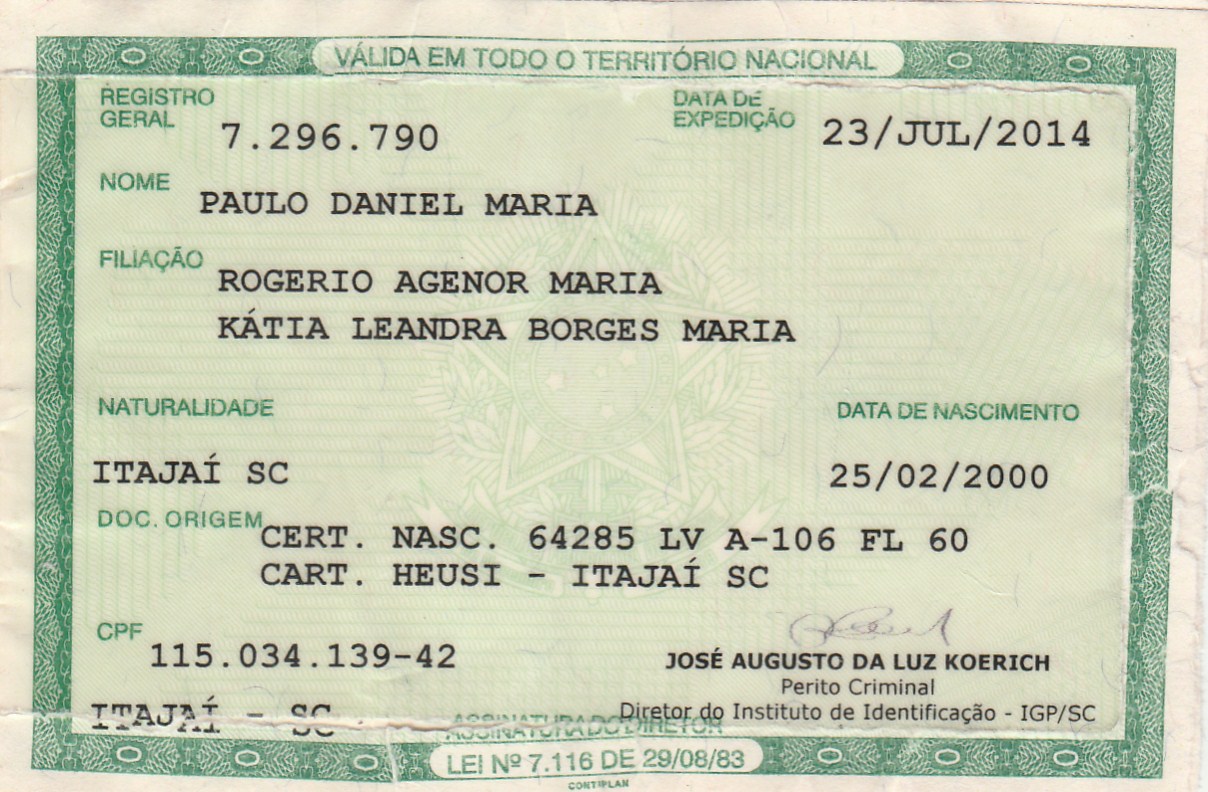 VÁLIDA EM TODO O TERRITÓRIO NACIONAL
REGISTRO GERAL 7.296.790 DATA DE EXPEDIÇÃO 23/JUL/2014
NOME PAULO DANIEL MARIA
FILIAÇÃO ROGERIO AGENOR MARIA
KÁTIA LEANDRA BORGES MARIA
NATURALIDADE DATA DE NASCIMENTO
ITAJAÍ SC 25/02/2000
DOC. ORIGEM CERT. NASC. 64285 LV A-106 FL 60
CART. HEUSI - ITAJAÍ SC
CPF 115.034.139-42
JOSÉ AUGUSTO DA LUZ KOERICH
Perito Criminal
Diretor do Instituto de Identificação - IGP/SC
ITAJAÍ - SC ASSINATURA DO DIRETOR
LEI Nº 7.116 DE 29/08/83
CONTIPLAN